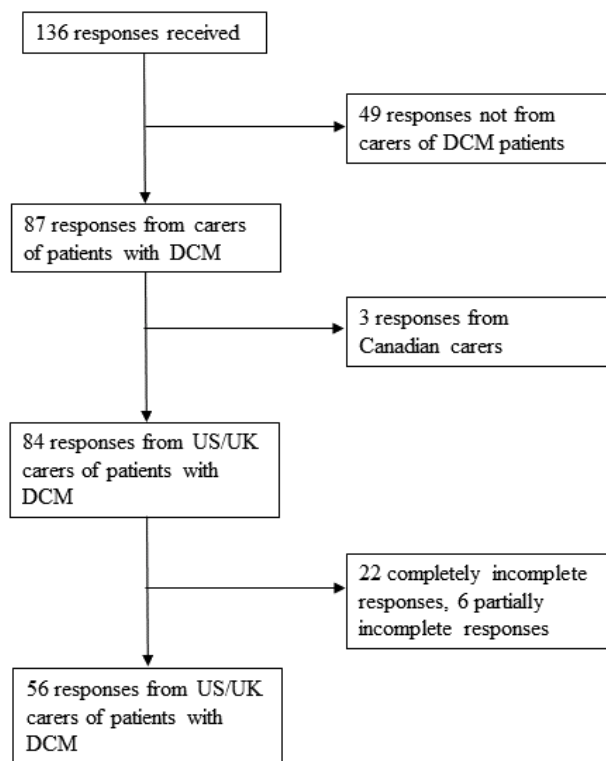 136 responses received
49 responses not from
carers of DCM patients
87 responses from carers
of patients with DCM
3 responses from
Canadian carers
84 responses from US/UK
carers of patients with
DCM
22 completely incomplete
responses, 6 partially
incomplete responses
56 responses from US/UK
carers of patients with
DCM